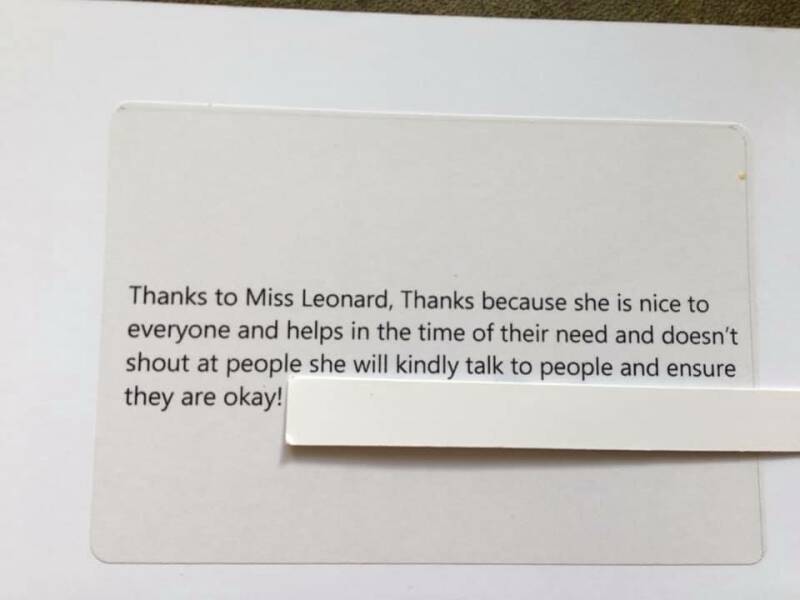 Thanks to Miss Leonard, Thanks because she is nice to
everyone and helps in the time of their need and doesn't
shout at people she will kindly talk to people and ensure
they are okay!